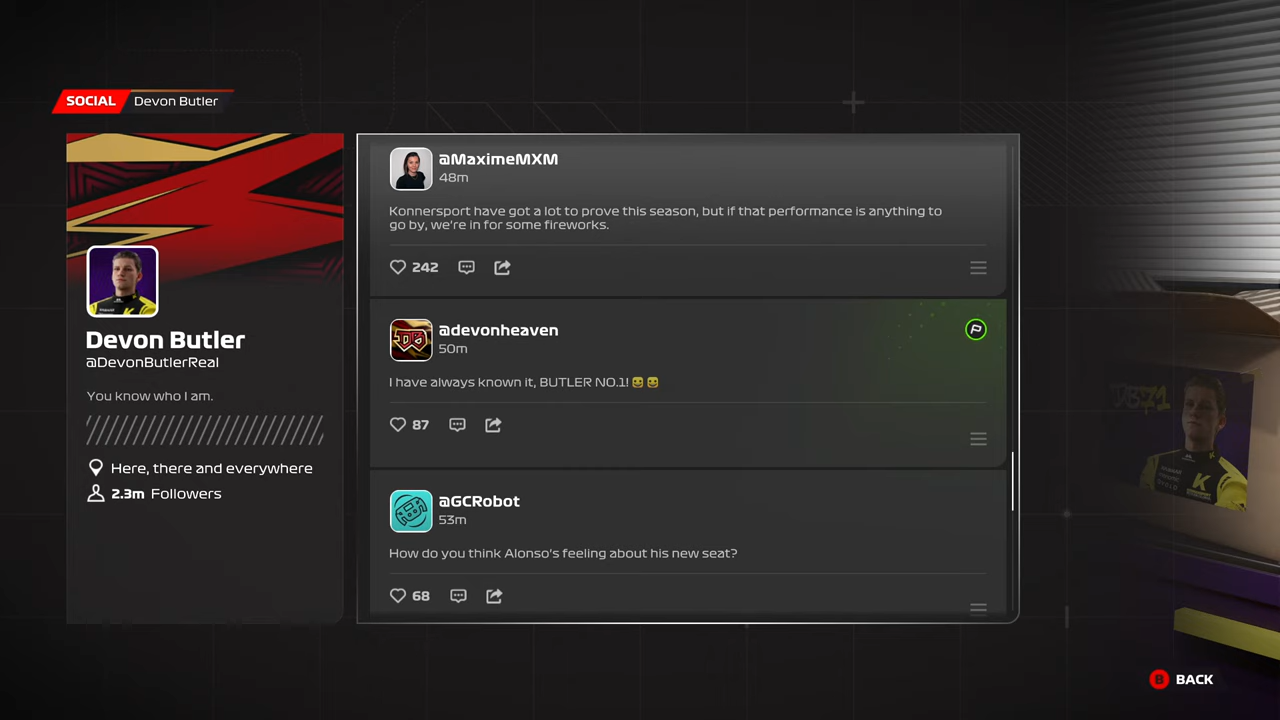 SOCIAL
Devon Butler
Devon Butler
@DevonButlerReal
You know who I am.
Here, there and everywhere
2.3m Followers
@MaximeMXM
48m
Konnersport have got a lot to prove this season, but if that performance is anything to
go by, we're in for some fireworks.
242
@devonheaven
50m
I have always known it, BUTLER NO.1! 😆 😆
87
@GCRobot
53m
How do you think Alonso's feeling about his new seat?
68
DB71
K
B BACK